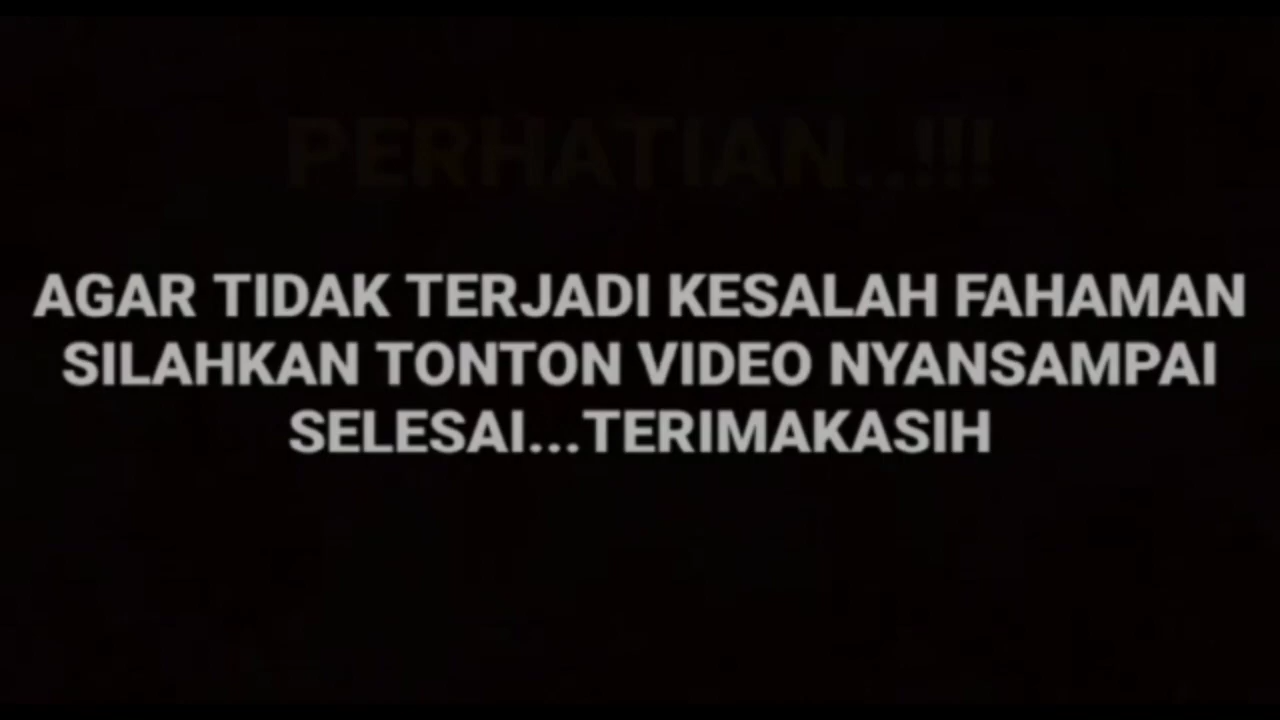 PERHATIAN..!!!
AGAR TIDAK TERJADI KESALAH FAHAMAN
SILAHKAN TONTON VIDEO NYANSAMPAI
SELESAI...TERIMAKASIH